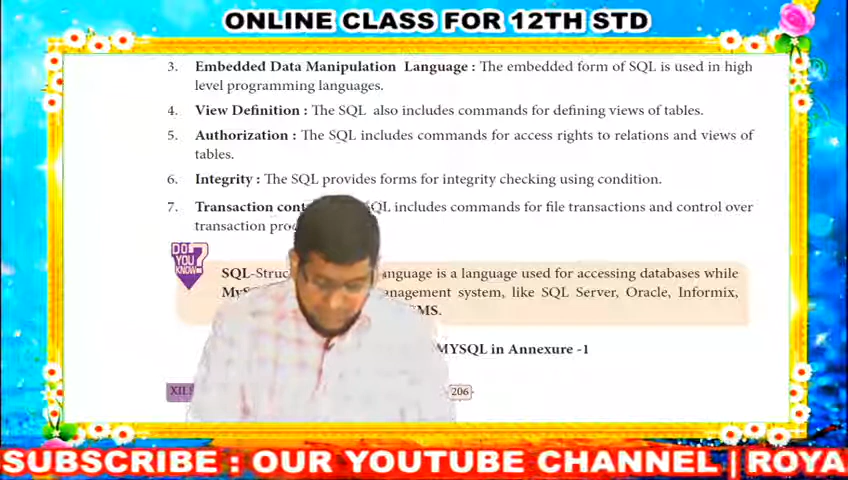 ONLINE CLASS FOR 12TH STD
3. Embedded Data Manipulation Language : The embedded form of SQL is used in high
level programming languages.
4. View Definition : The SQL also includes commands for defining views of tables.
5. Authorization : The SQL includes commands for access rights to relations and views of
tables.
6. Integrity : The SQL provides forms for integrity checking using condition.
7. Transaction QL includes commands for file transactions and control over
transaction
DO YOU KNOW?
SQL- anguage is a language used for accessing databases while
anagement system, like SQL Server, Oracle, Informix,
MS.
MYSQL in Annexure -1
206
SUBSCRIBE : OUR YOUTUBE CHANNEL | ROYA